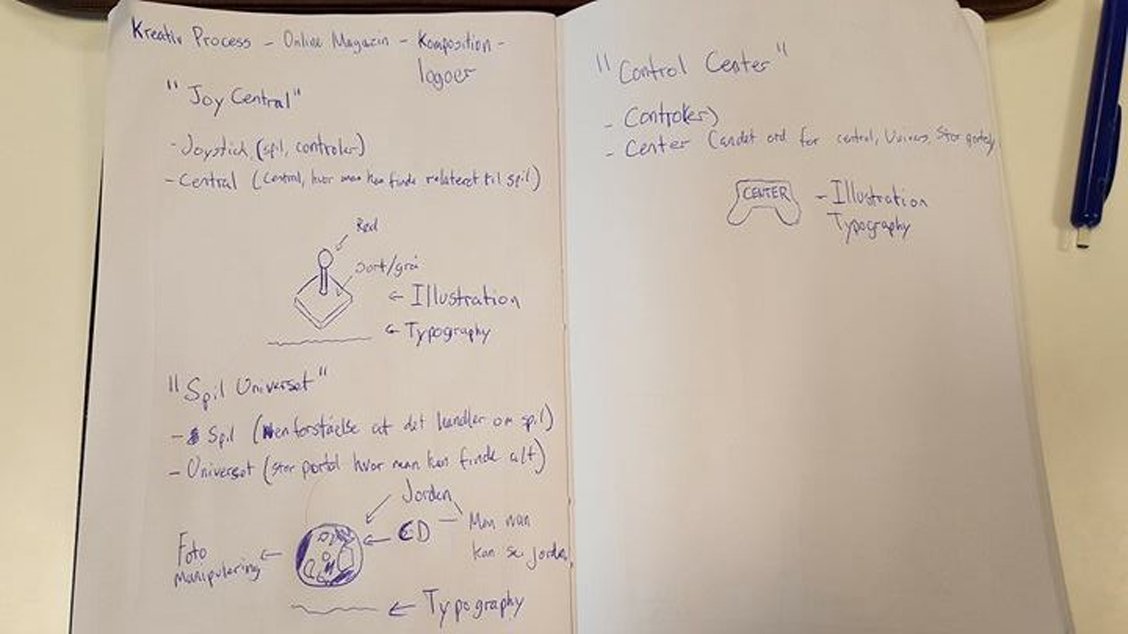 Kreativ Process - Online Magazin - Komposition -
logoer
"Joy Central"
- Joystick (spil, controler)
- Central (Central, hvor man kan finde relateret til spil)
Rød
Sort/grå
← Illustration
← Typography
"Spil Universet"
- Spil (en forståelse at det handler om spil)
- Universet (stor portal hvor man kan finde alt)
Jorden
CD
Men man
kan se jorden
Foto
manipulering
← Typography
"Control Center"
- Controler)
- Center (andet ord for central, Univers, Stor portal)
CENTER
- Illustration
Typography